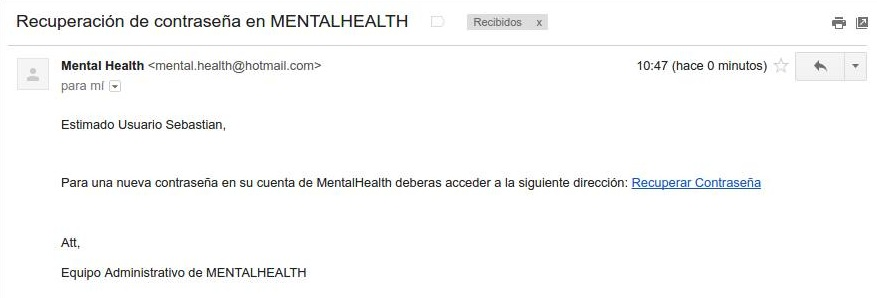 Recuperación de contraseña en MENTALHEALTH Recibidos x
Mental Health <mental.health@hotmail.com> 10:47 (hace 0 minutos)
para mí
Estimado Usuario Sebastian,
Para una nueva contraseña en su cuenta de MentalHealth deberas acceder a la siguiente dirección: Recuperar Contraseña
Att,
Equipo Administrativo de MENTALHEALTH